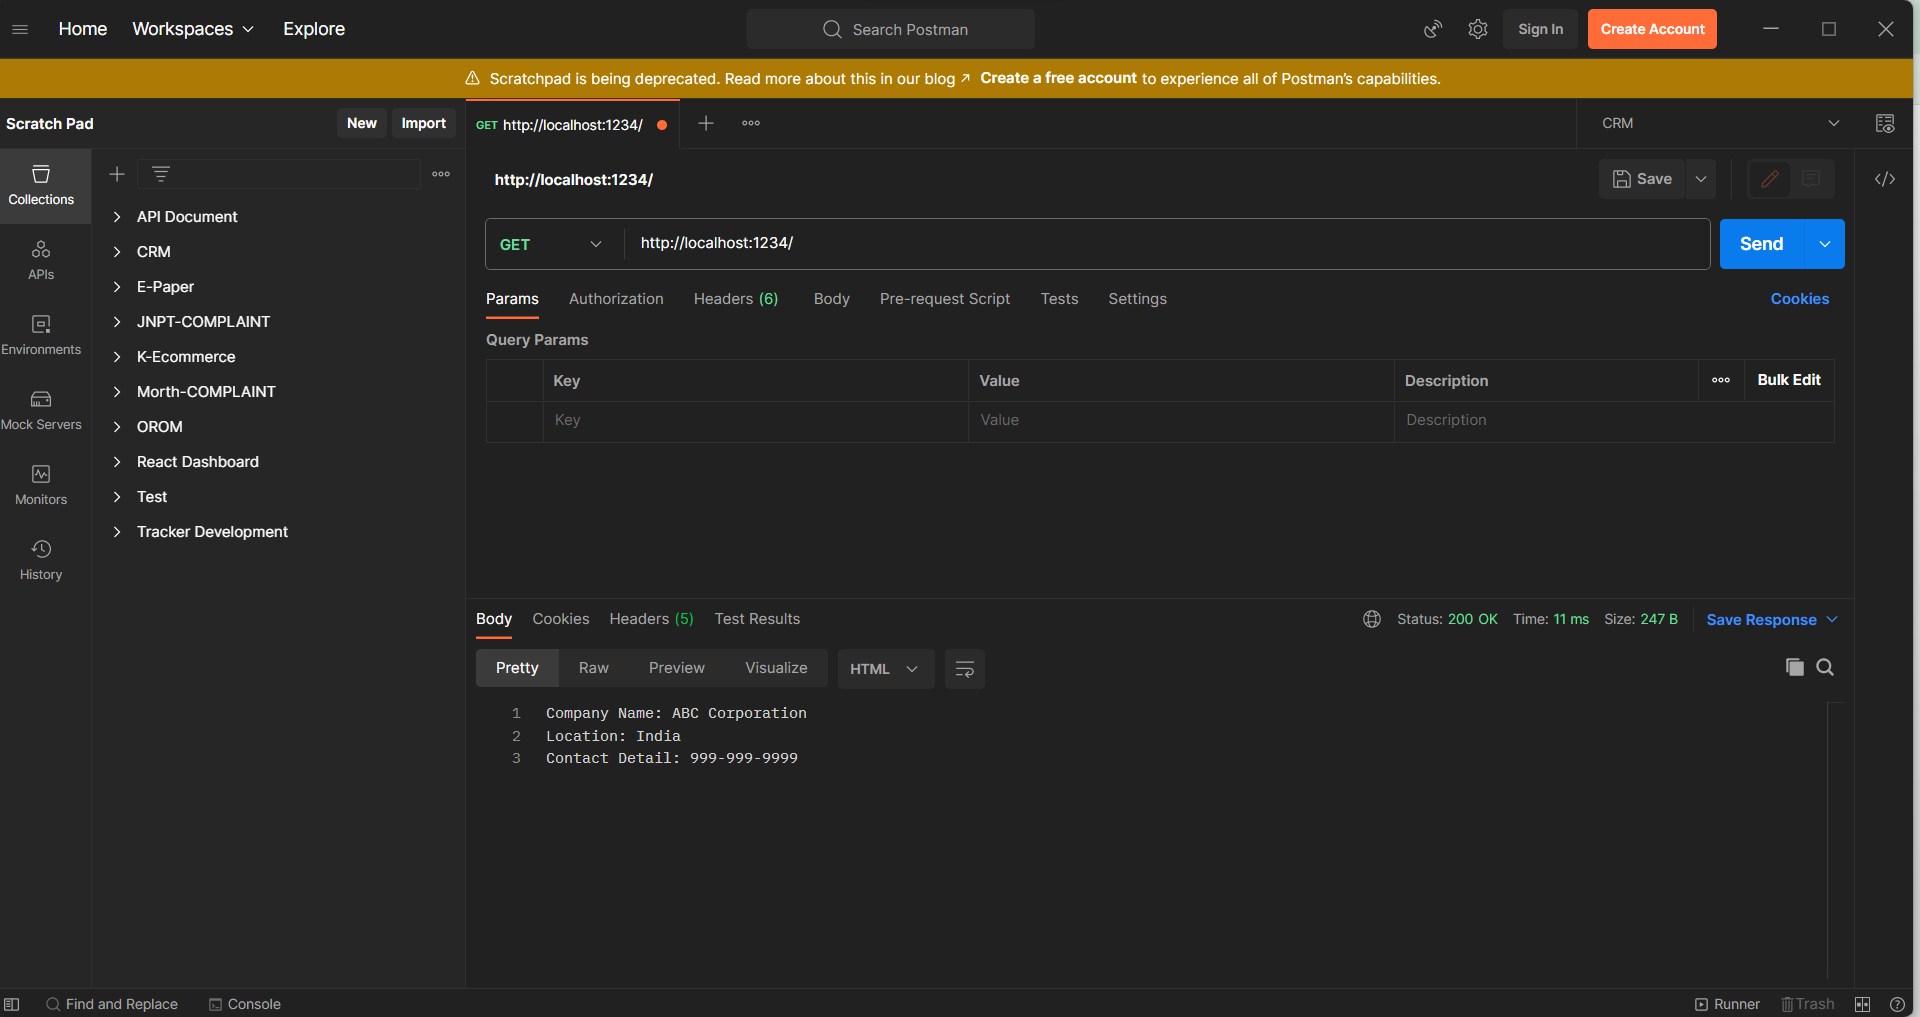 Home Workspaces Explore Search Postman Sign In Create Account
Scratchpad is being deprecated. Read more about this in our blog ↗ Create a free account to experience all of Postman's capabilities.
Scratch Pad New Import GET http://localhost:1234/ CRM
Collections
APIs
Environments
Mock Servers
Monitors
History
API Document
CRM
E-Paper
JNPT-COMPLAINT
K-Ecommerce
Morth-COMPLAINT
OROM
React Dashboard
Test
Tracker Development
http://localhost:1234/ Save
GET http://localhost:1234/ Send
Params Authorization Headers (6) Body Pre-request Script Tests Settings Cookies
Query Params
Key Value Description Bulk Edit
Key Value Description
Body Cookies Headers (5) Test Results Status: 200 OK Time: 11 ms Size: 247 B Save Response
Pretty Raw Preview Visualize HTML
1 Company Name: ABC Corporation
2 Location: India
3 Contact Detail: 999-999-9999
Find and Replace Console Runner Trash